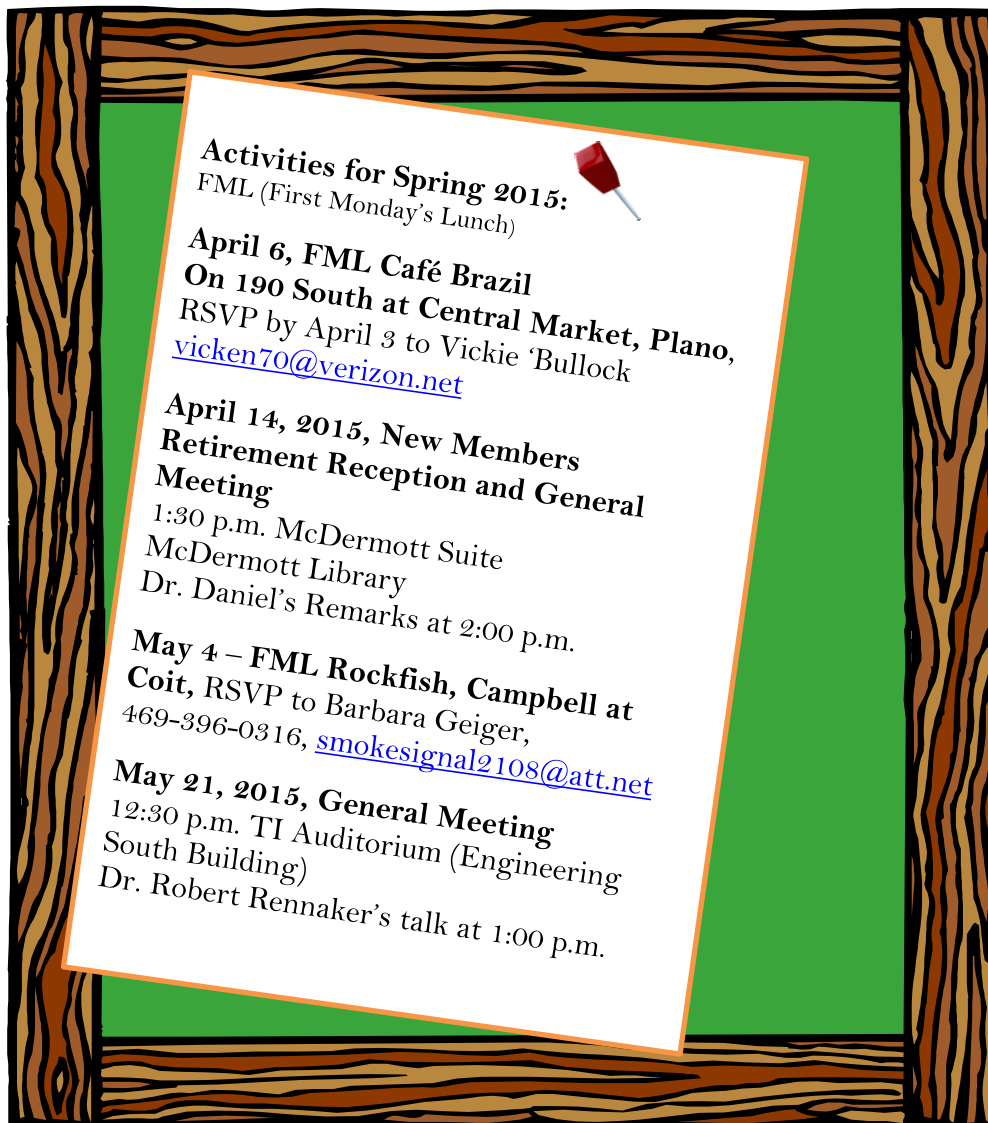 Activities for Spring 2015:
FML (First Monday’s Lunch)
April 6, FML Café Brazil
On 190 South at Central Market, Plano,
RSVP by April 3 to Vickie ‘Bullock
vicken70@verizon.net
April 14, 2015, New Members
Retirement Reception and General
Meeting
1:30 p.m. McDermott Suite
McDermott Library
Dr. Daniel’s Remarks at 2:00 p.m.
May 4 – FML Rockfish, Campbell at
Coit, RSVP to Barbara Geiger,
469-396-0316, smokesignal2108@att.net
May 21, 2015, General Meeting
12:30 p.m. TI Auditorium (Engineering
South Building)
Dr. Robert Rennaker’s talk at 1:00 p.m.